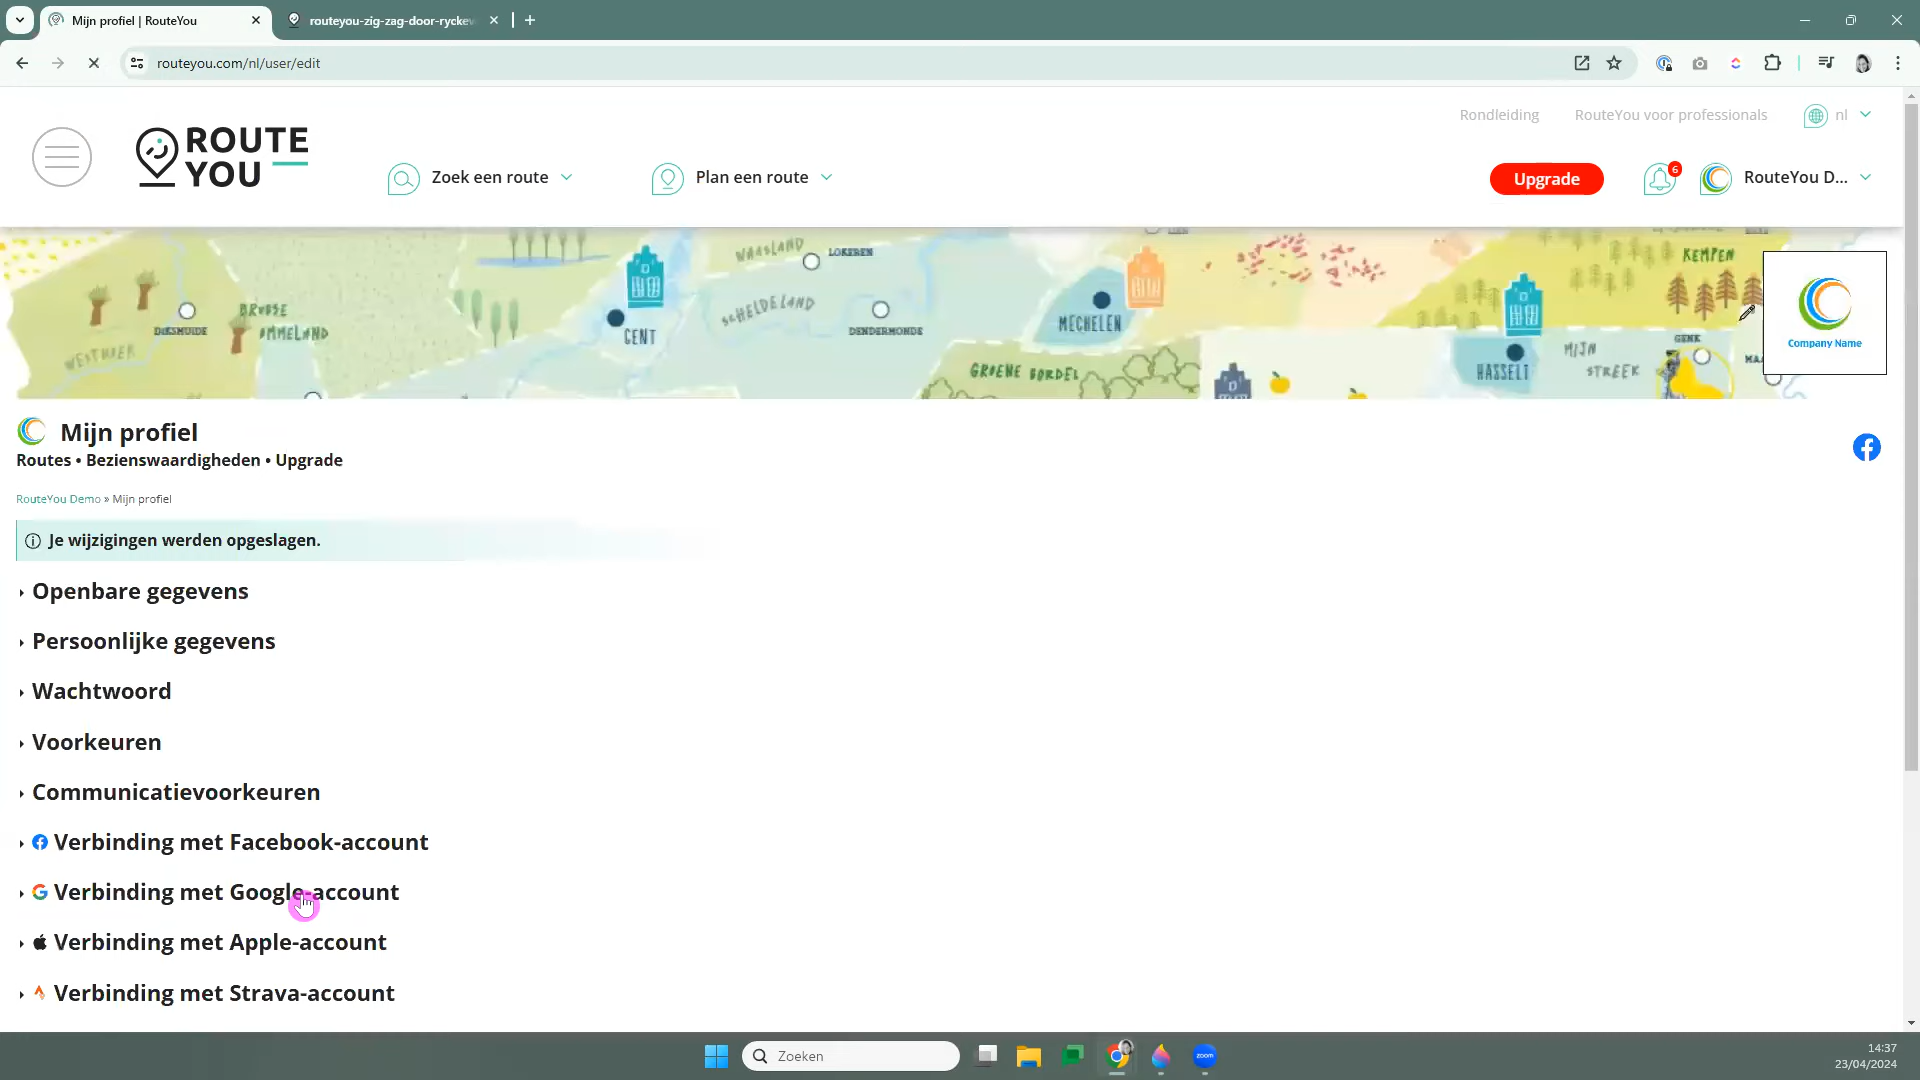 Mijn profiel | RouteYou
routeyou-zig-zag-door-ryckev
routeyou.com/nl/user/edit
Rondleiding
RouteYou voor professionals
nl
ROUTE
YOU
Zoek een route
Plan een route
Upgrade
6
RouteYou D...
WAASLAND
LOKEREN
KEMPEN
BRUGSE
OMMELAND
DIKSMUIDE
WESTHOEK
GENT
SCHELDELAND
DENDERMONDE
MECHELEN
GROENE GORDEL
HASSELT
MIJN
STREEK
GENK
Company Name
Mijn profiel
Routes • Bezienswaardigheden • Upgrade
RouteYou Demo » Mijn profiel
Je wijzigingen werden opgeslagen.
Openbare gegevens
Persoonlijke gegevens
Wachtwoord
Voorkeuren
Communicatievoorkeuren
Verbinding met Facebook-account
Verbinding met Google-account
Verbinding met Apple-account
Verbinding met Strava-account
Zoeken
zoom
14:37
23/04/2024